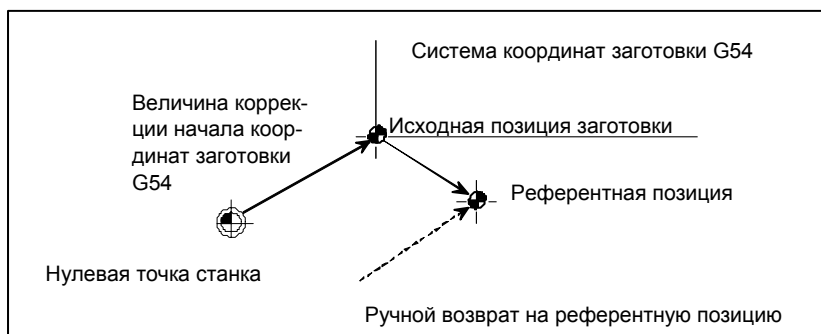 Система координат заготовки G54
Величина коррек-
ции начала коор-
динат заготовки
G54
Исходная позиция заготовки
Референтная позиция
Нулевая точка станка
Ручной возврат на референтную позицию